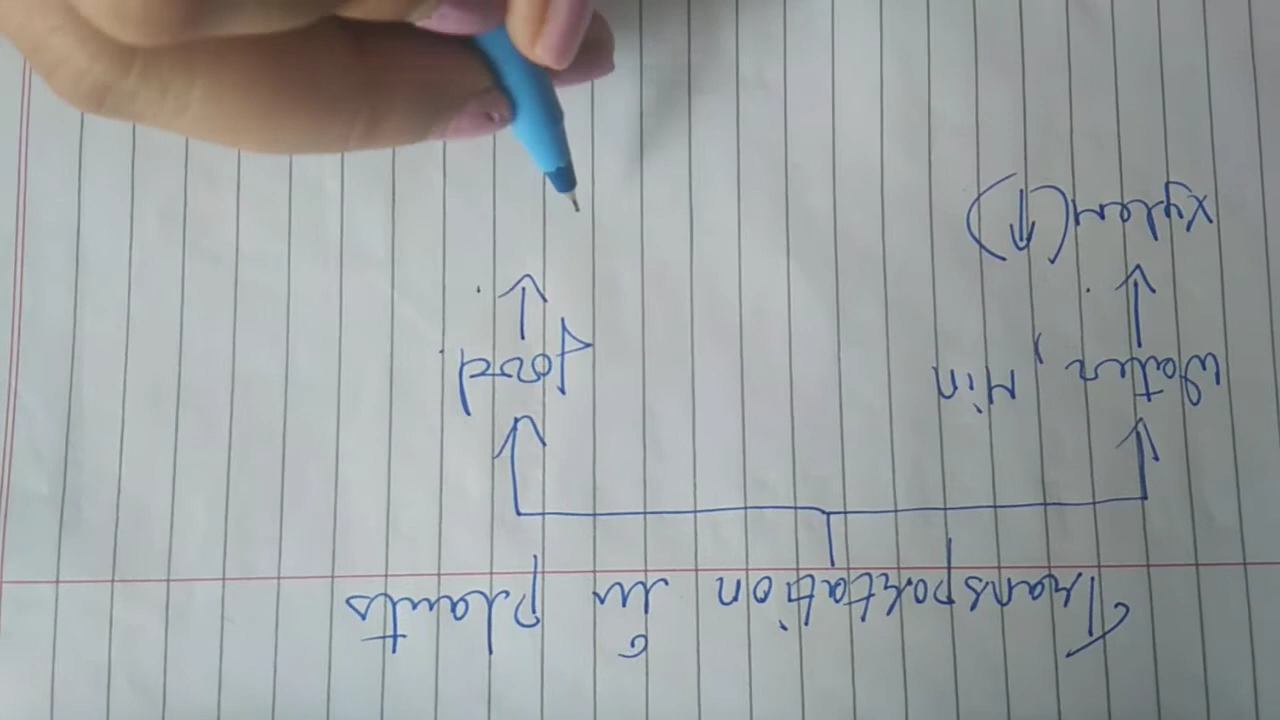 Transportation in plants
Water, Min
food
Xylem (↑)